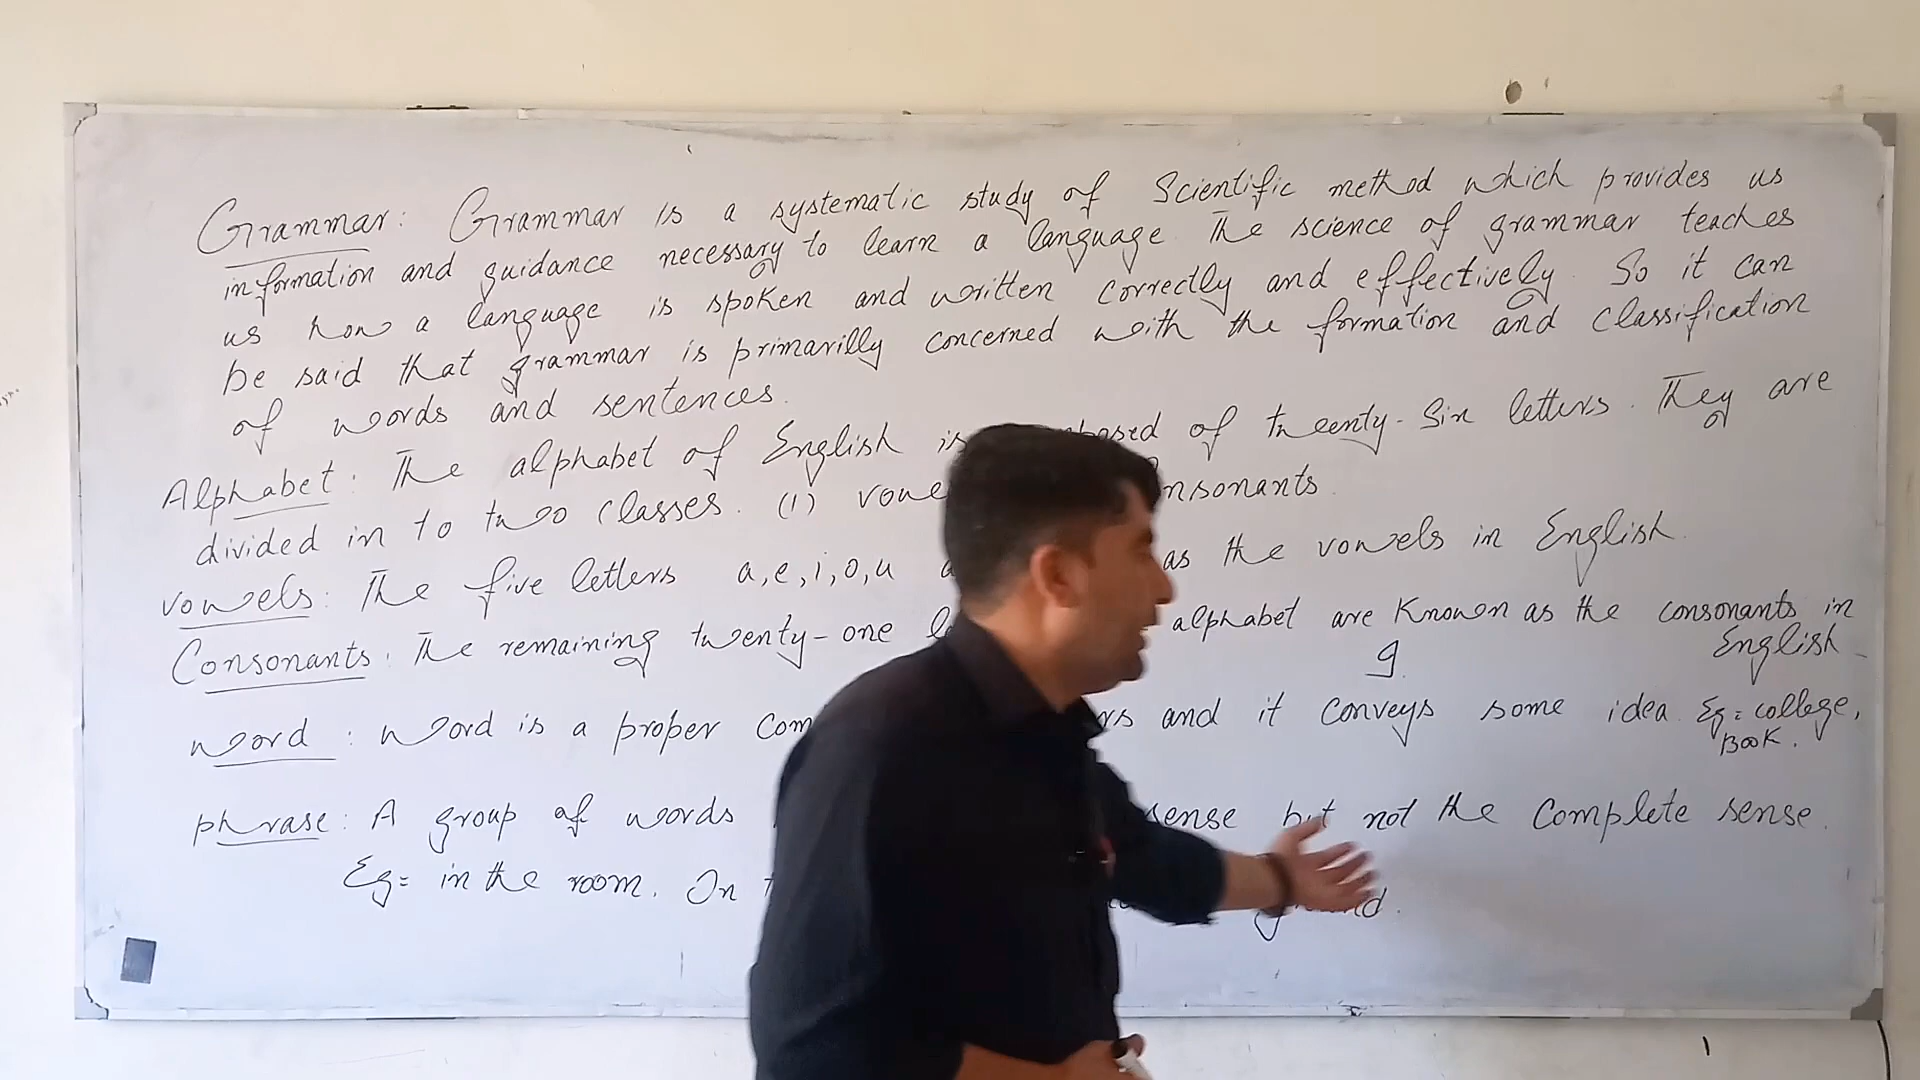 Grammar: Grammar is a systematic study of Scientific method which provides us
information and guidance necessary to learn a language. The science of grammar teaches
us how a language is spoken and written correctly and effectively. So it can
be said that grammar is primarilly concerned with the formation and classification
of words and sentences.
Alphabet: The alphabet of English is of twenty-Six letters. They are
divided in to two classes. (1)
vowels: The five letters a,e,i,o,u as the vowels in English.
Consonants: The remaining twenty-one alphabet are Known as the consonants in
English
9
word: word is a proper and it conveys some idea. Eg= college,
Book.
phrase: A group of words sense but not the Complete sense.
Eg= in the room. On